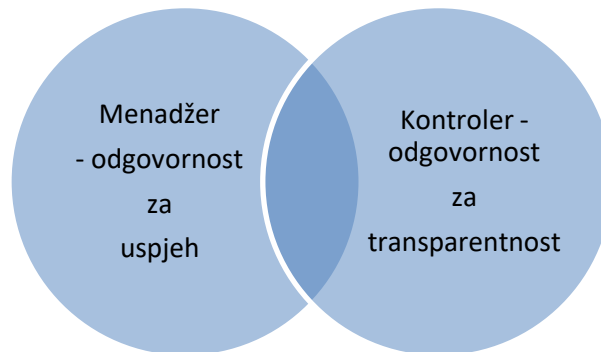 Menadžer
- odgovornost
za
uspjeh
Kontroler -
odgovornost
za
transparentnost